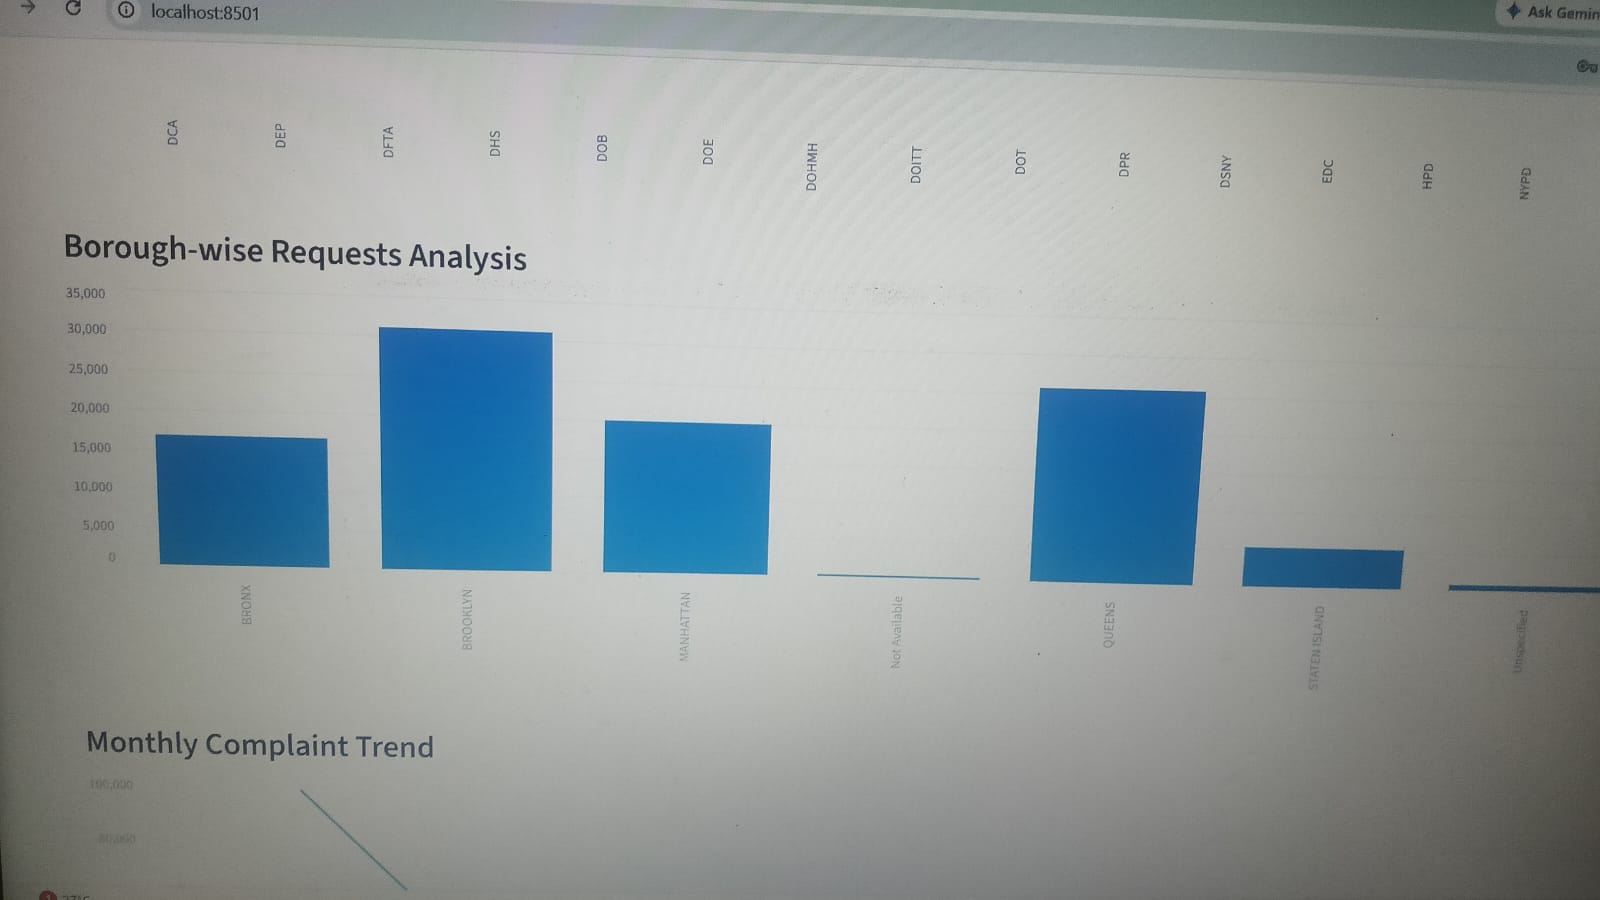 localhost:8501
Ask Gemin
DCA
DEP
DFTA
DHS
DOB
DOE
DOHMH
DOITT
DOT
DPR
DSNY
EDC
HPD
NYPD
Borough-wise Requests Analysis
35,000
30,000
25,000
20,000
15,000
10,000
5,000
0
BRONX
BROOKLYN
MANHATTAN
Not Available
QUEENS
STATEN ISLAND
Unspecified
Monthly Complaint Trend
100,000
80,000